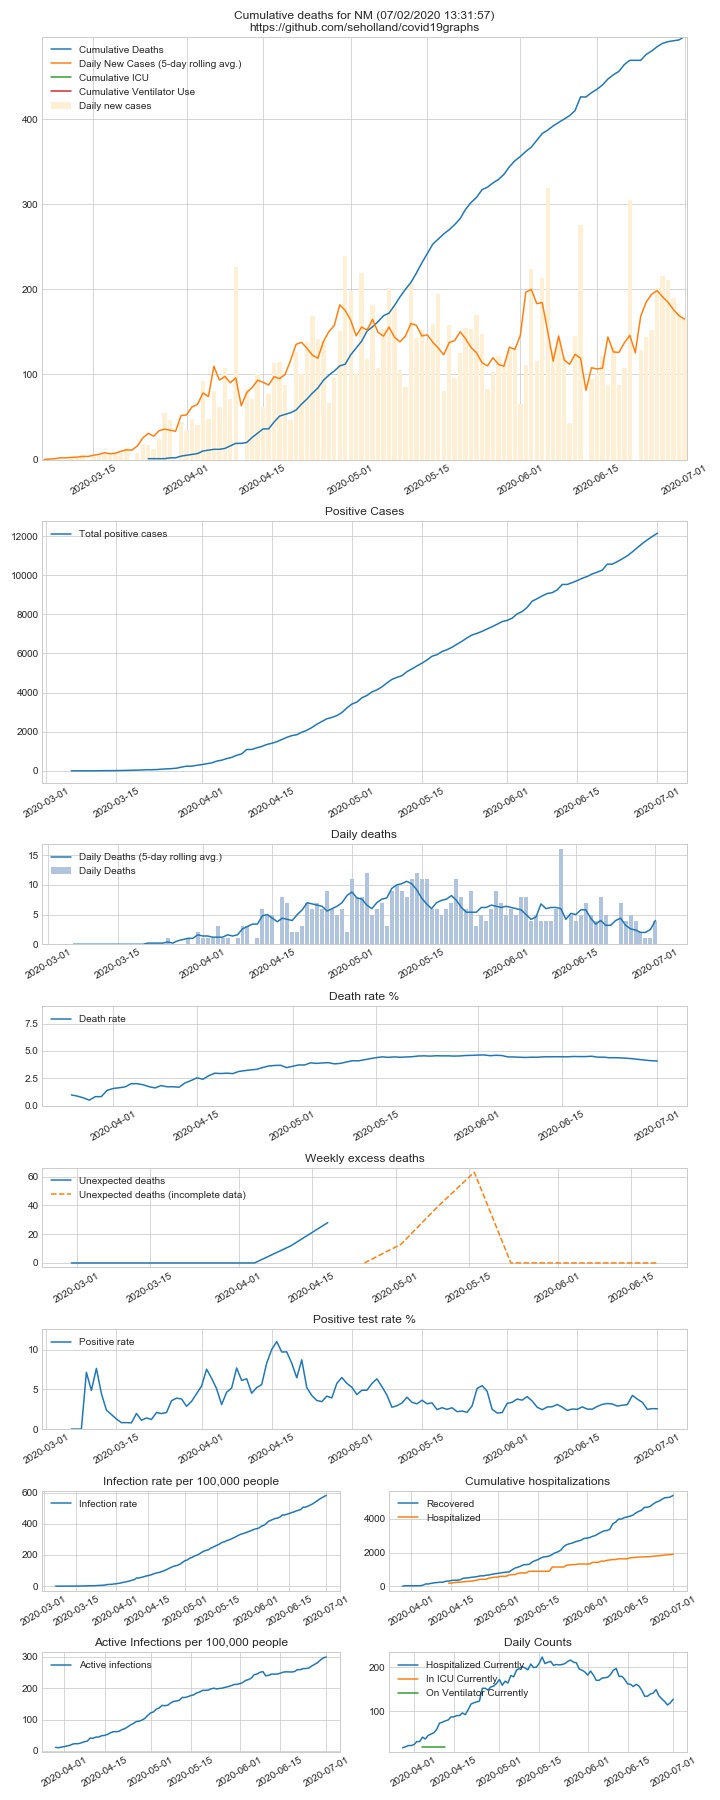 Cumulative deaths for NM (07/02/2020 13:31:57)
https://github.com/seholland/covid19graphs
Cumulative Deaths
Daily New Cases (5-day rolling avg.)
Cumulative ICU
Cumulative Ventilator Use
Daily new cases
400
300
200
100
0
2020-03-15 2020-04-01 2020-04-15 2020-05-01 2020-05-15 2020-06-01 2020-06-15 2020-07-01
Positive Cases
Total positive cases
12000
10000
8000
6000
4000
2000
0
2020-03-01 2020-03-15 2020-04-01 2020-04-15 2020-05-01 2020-05-15 2020-06-01 2020-06-15 2020-07-01
Daily deaths
Daily Deaths (5-day rolling avg.)
Daily Deaths
15
10
5
0
2020-03-01 2020-03-15 2020-04-01 2020-04-15 2020-05-01 2020-05-15 2020-06-01 2020-06-15 2020-07-01
Death rate %
Death rate
7.5
5.0
2.5
0.0
2020-04-01 2020-04-15 2020-05-01 2020-05-15 2020-06-01 2020-06-15 2020-07-01
Weekly excess deaths
Unexpected deaths
Unexpected deaths (incomplete data)
60
40
20
0
2020-03-01 2020-03-15 2020-04-01 2020-04-15 2020-05-01 2020-05-15 2020-06-01 2020-06-15
Positive test rate %
Positive rate
10
5
0
2020-03-01 2020-03-15 2020-04-01 2020-04-15 2020-05-01 2020-05-15 2020-06-01 2020-06-15 2020-07-01
Infection rate per 100,000 people
Infection rate
600
400
200
0
2020-03-01 2020-03-15 2020-04-01 2020-04-15 2020-05-01 2020-05-15 2020-06-01 2020-06-15 2020-07-01
Cumulative hospitalizations
Recovered
Hospitalized
4000
2000
0
2020-04-01 2020-04-15 2020-05-01 2020-05-15 2020-06-01 2020-06-15 2020-07-01
Active Infections per 100,000 people
Active infections
300
200
100
0
2020-04-01 2020-04-15 2020-05-01 2020-05-15 2020-06-01 2020-06-15 2020-07-01
Daily Counts
Hospitalized Currently
In ICU Currently
On Ventilator Currently
200
100
2020-04-01 2020-04-15 2020-05-01 2020-05-15 2020-06-01 2020-06-15 2020-07-01